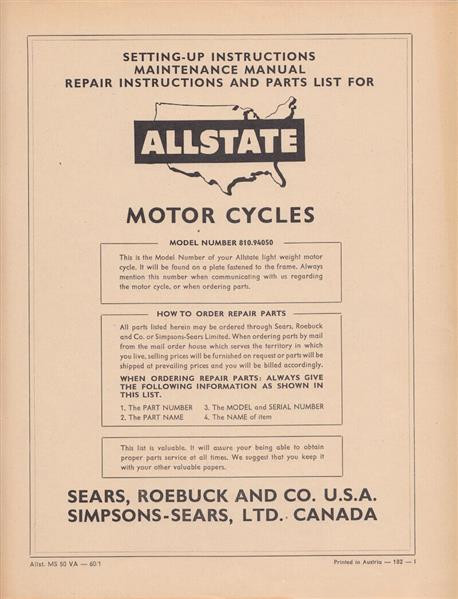 SETTING-UP INSTRUCTIONS
MAINTENANCE MANUAL
REPAIR INSTRUCTIONS AND PARTS LIST FOR
ALLSTATE
MOTOR CYCLES
MODEL NUMBER 810.94050
This is the Model Number of your Allstate light weight motor
cycle. It will be found on a plate fastened to the frame. Always
mention this number when communicating with us regarding
the motor cycle, or when ordering parts.
HOW TO ORDER REPAIR PARTS
All parts listed herein may be ordered through Sears, Roebuck
and Co. or Simpsons-Sears Limited. When ordering parts by mail
from the mail order house which serves the territory in which
you live, selling prices will be furnished on request or parts will be
shipped at prevailing prices and you will be billed accordingly.
WHEN ORDERING REPAIR PARTS: ALWAYS GIVE
THE FOLLOWING INFORMATION AS SHOWN IN
THIS LIST.
1. The PART NUMBER 3. The MODEL and SERIAL NUMBER
2. The PART NAME 4. The NAME of item
This list is valuable. It will assure your being able to obtain
proper parts service at all times. We suggest that you keep it
with your other valuable papers.
SEARS, ROEBUCK AND CO. U.S.A.
SIMPSONS-SEARS, LTD. CANADA
Allst. MS 50 VA — 60/1 Printed in Austria — 182 — I